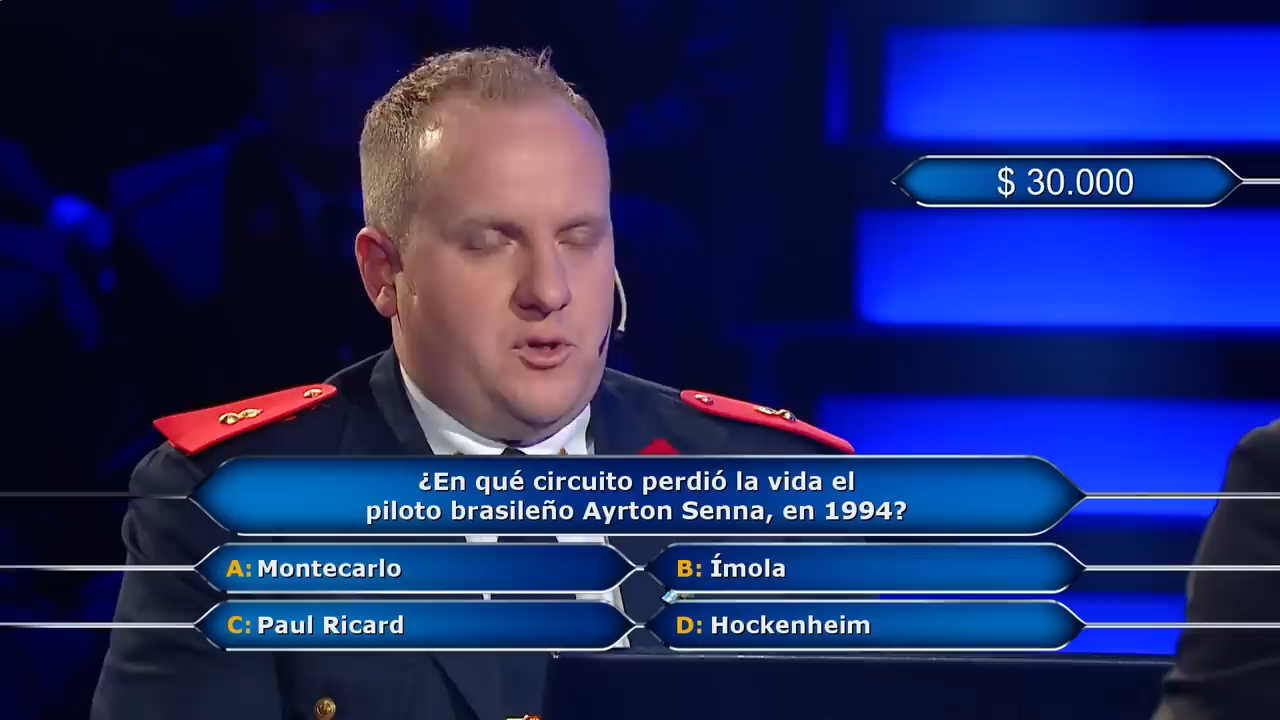 $ 30.000
¿En qué circuito perdió la vida el
piloto brasileño Ayrton Senna, en 1994?
A: Montecarlo
B: Ímola
C: Paul Ricard
D: Hockenheim